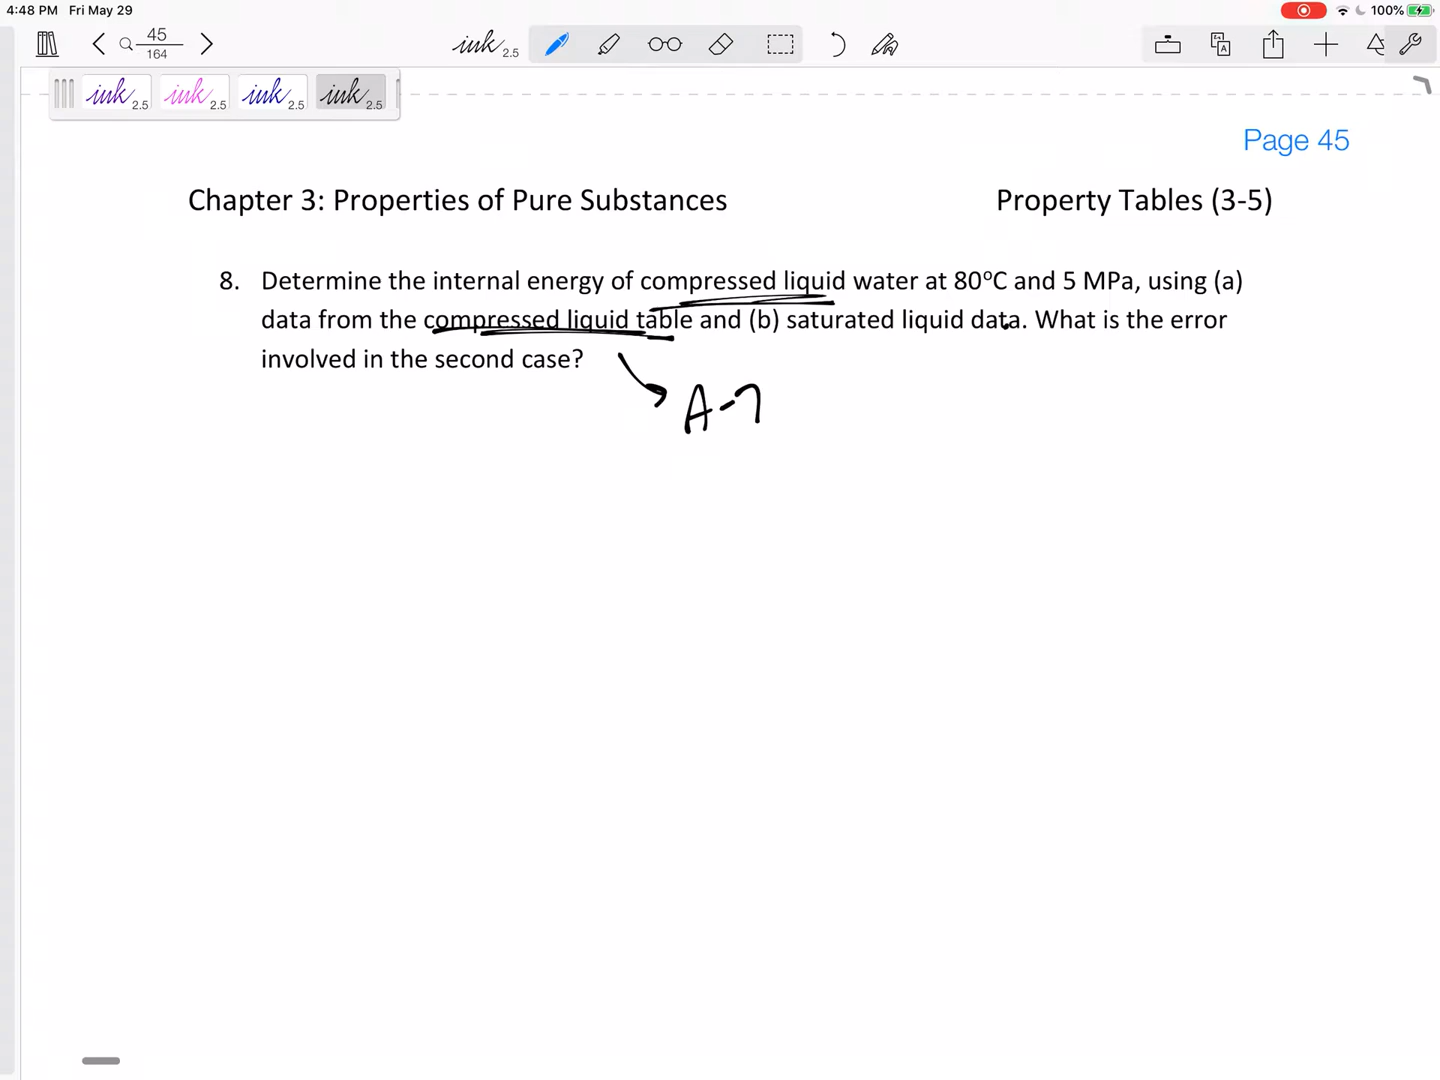 4:48 PM Fri May 29
100%
45
164
ink 2.5
ink 2.5 ink 2.5 ink 2.5 ink 2.5
Page 45
Chapter 3: Properties of Pure Substances Property Tables (3-5)
8. Determine the internal energy of compressed liquid water at 80°C and 5 MPa, using (a)
data from the compressed liquid table and (b) saturated liquid data. What is the error
involved in the second case?
A-7